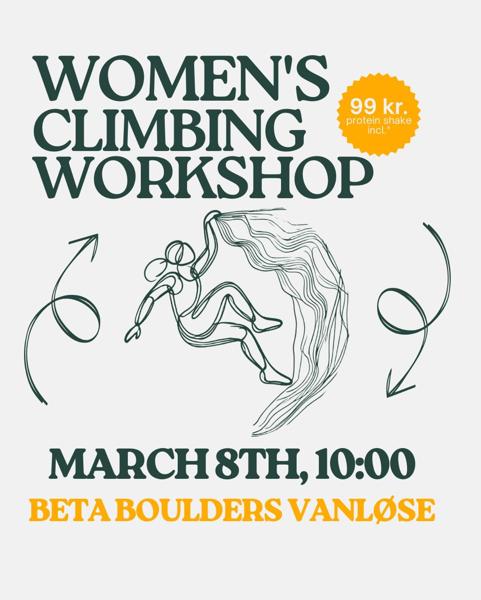 WOMEN'S
CLIMBING
WORKSHOP
99 kr.
protein shake
incl.*
MARCH 8TH, 10:00
BETA BOULDERS VANLØSE